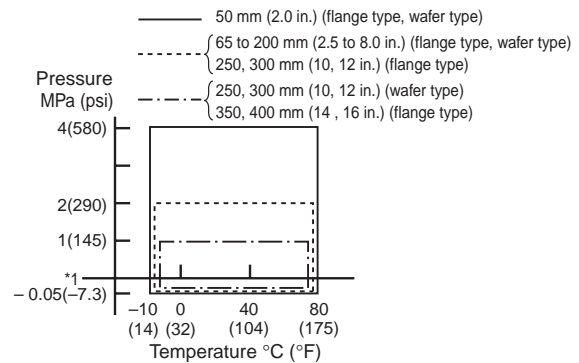 50 mm (2.0 in.) (flange type, wafer type)
65 to 200 mm (2.5 to 8.0 in.) (flange type, wafer type)
250, 300 mm (10, 12 in.) (flange type)
250, 300 mm (10, 12 in.) (wafer type)
350, 400 mm (14 , 16 in.) (flange type)
Pressure
MPa (psi)
4(580)
2(290)
1(145)
*1
– 0.05(–7.3)
–10 0 40 80
(14) (32) (104) (175)
Temperature °C (°F)